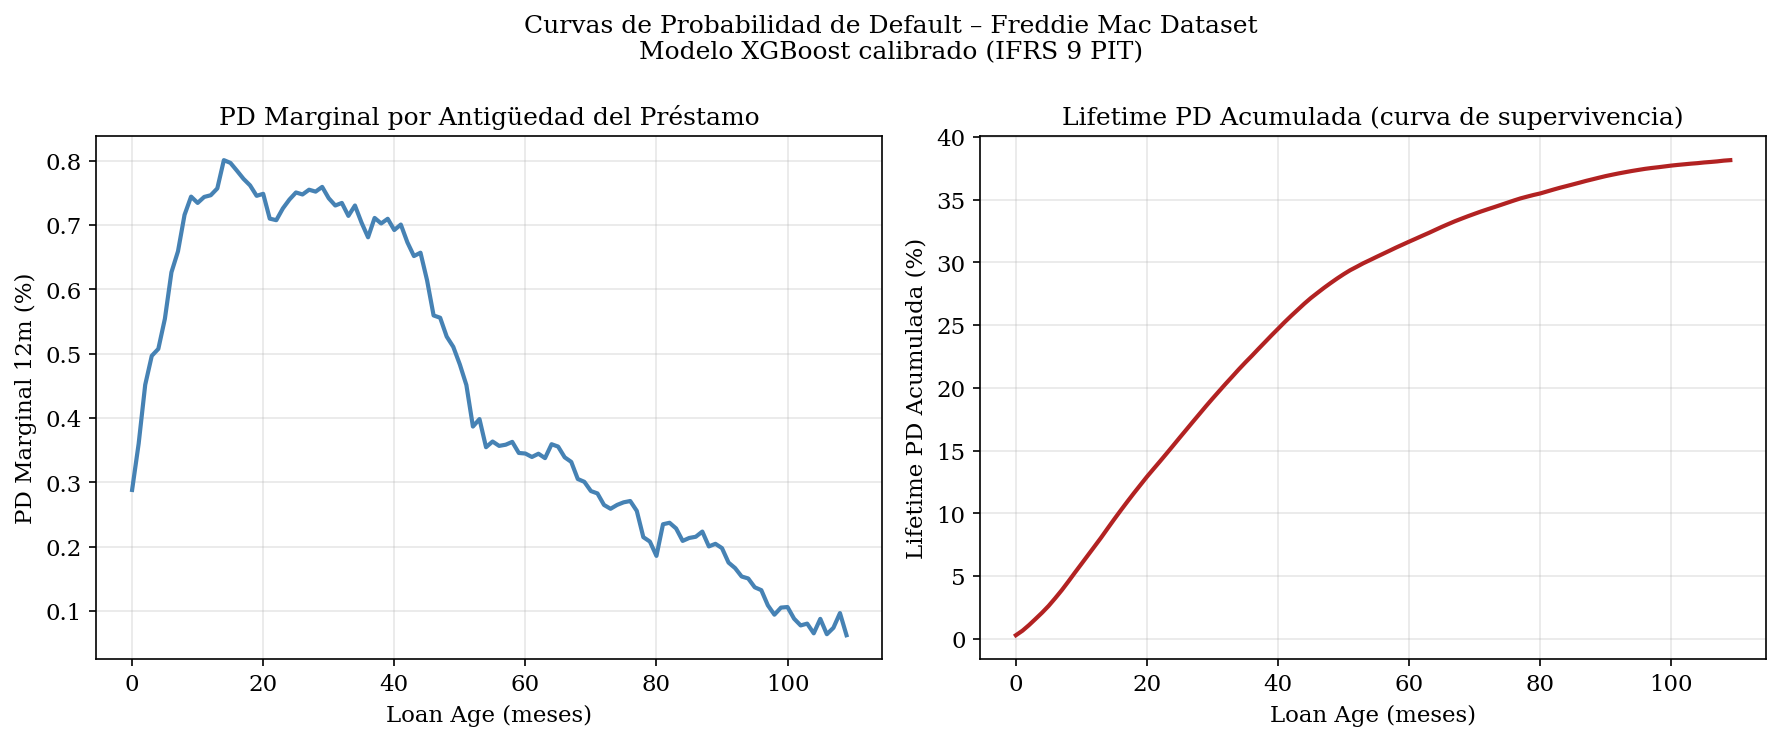 Curvas de Probabilidad de Default – Freddie Mac Dataset
Modelo XGBoost calibrado (IFRS 9 PIT)
PD Marginal por Antigüedad del Préstamo
PD Marginal 12m (%)
0.8
0.7
0.6
0.5
0.4
0.3
0.2
0.1
0 20 40 60 80 100
Loan Age (meses)
Lifetime PD Acumulada (curva de supervivencia)
Lifetime PD Acumulada (%)
40
35
30
25
20
15
10
5
0
0 20 40 60 80 100
Loan Age (meses)